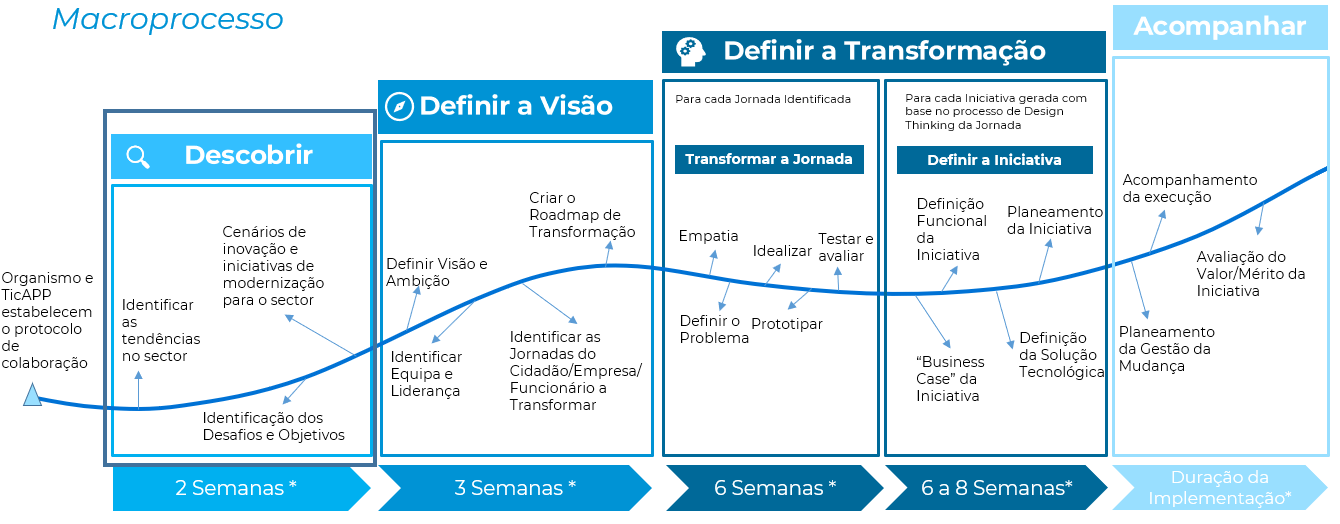 Macroprocesso
Organismo e
TicAPP
estabelecem
o protocolo
de
colaboração
Descobrir
Identificar
as
tendências
no sector
Cenários de
inovação e
iniciativas de
modernização
para o sector
Identificação dos
Desafios e Objetivos
2 Semanas *
Definir a Visão
Definir Visão e
Ambição
Identificar
Equipa e
Liderança
Criar o
Roadmap de
Transformação
Identificar as
Jornadas do
Cidadão/Empresa/
Funcionário a
Transformar
3 Semanas *
Definir a Transformação
Para cada Jornada Identificada
Transformar a Jornada
Empatia
Definir o
Problema
Idealizar
Prototipar
Testar e
avaliar
6 Semanas *
Para cada Iniciativa gerada com
base no processo de Design
Thinking da Jornada
Definir a Iniciativa
Definição
Funcional
da
Iniciativa
“Business
Case” da
Iniciativa
Planeamento
da Iniciativa
Definição
da Solução
Tecnológica
6 a 8 Semanas*
Acompanhar
Acompanhamento
da execução
Planeamento
da Gestão da
Mudança
Avaliação do
Valor/Mérito da
Iniciativa
Duração da
Implementação*